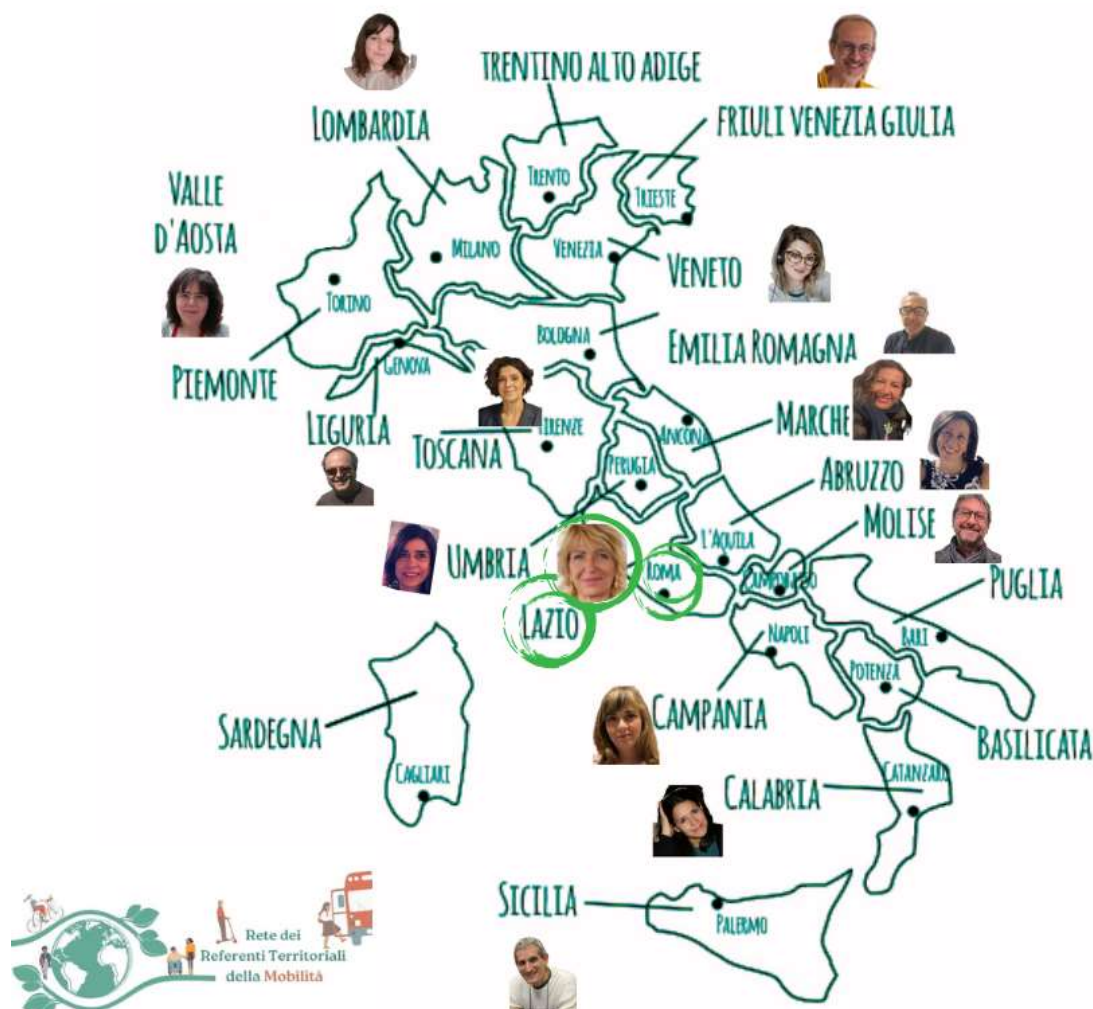 TRENTINO ALTO ADIGE
LOMBARDIA
FRIULI VENEZIA GIULIA
TRENTO
TRIESTE
VALLE
D'AOSTA
MILANO
VENEZIA
VENETO
TORINO
BOLOGNA
EMILIA ROMAGNA
PIEMONTE
GENOVA
LIGURIA
TOSCANA
ANCONA
MARCHE
PERUGIA
ABRUZZO
L'AQUILA
MOLISE
UMBRIA
ROMA
PUGLIA
LAZIO
NAPOLI
BARI
POTENZA
SARDEGNA
CAMPANIA
BASILICATA
CAGLIARI
CATANZARO
CALABRIA
SICILIA
PALERMO
Rete dei
Referenti Territoriali
della Mobilità